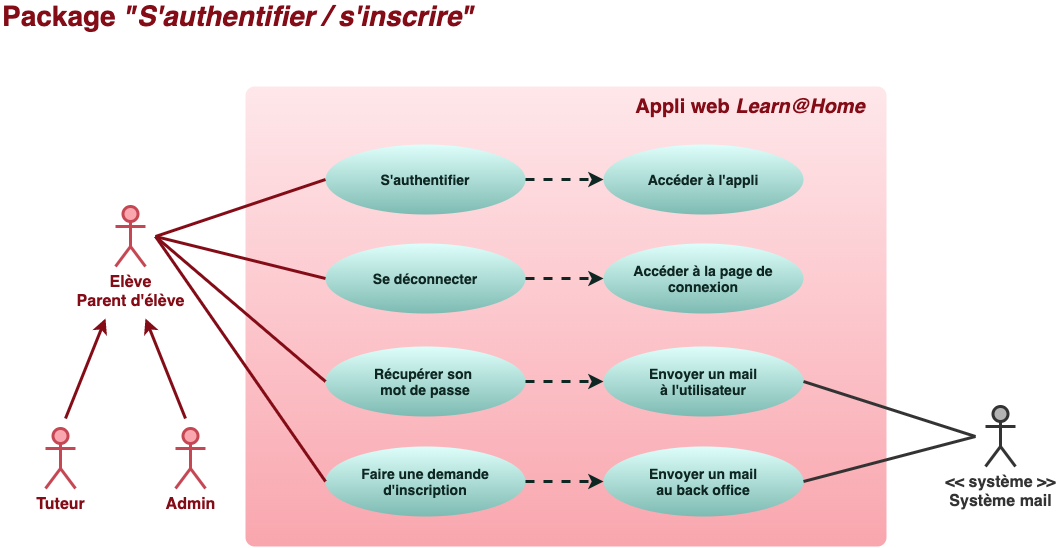 Package "S'authentifier / s'inscrire"
Appli web Learn@Home
S'authentifier
Accéder à l'appli
Se déconnecter
Accéder à la page de
connexion
Elève
Parent d'élève
Récupérer son
mot de passe
Envoyer un mail
à l'utilisateur
Faire une demande
d'inscription
Envoyer un mail
au back office
Tuteur
Admin
<< système >>
Système mail